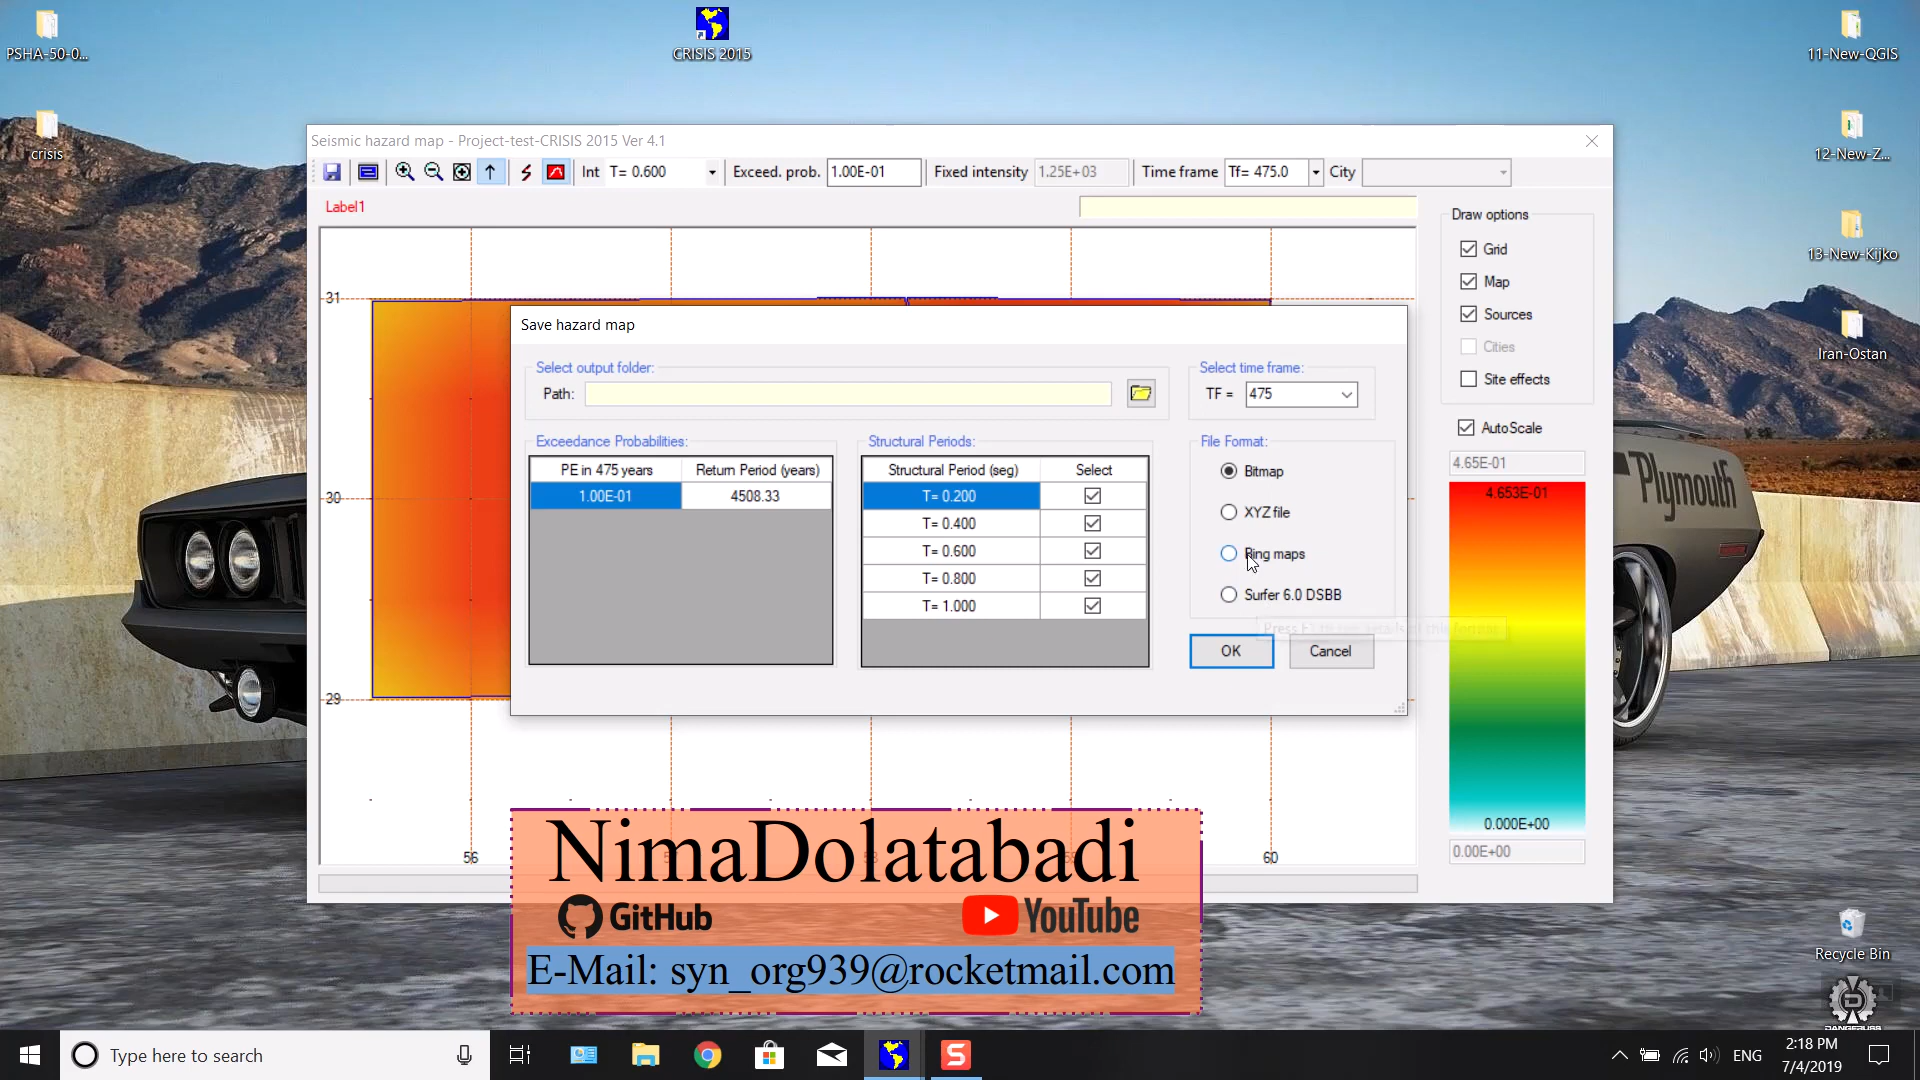 PSHA-50-0...
CRISIS 2015
11-New-QGIS
crisis
12-New-Z...
13-New-Kijko
Iran-Ostan
Recycle Bin
Seismic hazard map - Project-test-CRISIS 2015 Ver 4.1
Int T= 0.600 Exceed. prob. 1.00E-01 Fixed intensity 1.25E+03 Time frame Tf= 475.0 City
Label1
31
30
29
56
60
Draw options
Grid
Map
Sources
Cities
Site effects
AutoScale
4.65E-01
4.653E-01
0.000E+00
0.00E+00
Save hazard map
Select output folder:
Path:
Select time frame:
TF = 475
Exceedance Probabilities:
PE in 475 years Return Period (years)
1.00E-01 4508.33
Structural Periods:
Structural Period (seg) Select
T= 0.200
T= 0.400
T= 0.600
T= 0.800
T= 1.000
File Format:
Bitmap
XYZ file
Ring maps
Surfer 6.0 DSBB
OK Cancel
Plymouth
NimaDolatabadi
GitHub YouTube
E-Mail: syn_org939@rocketmail.com
DANGERUSS
Type here to search
ENG
2:18 PM
7/4/2019